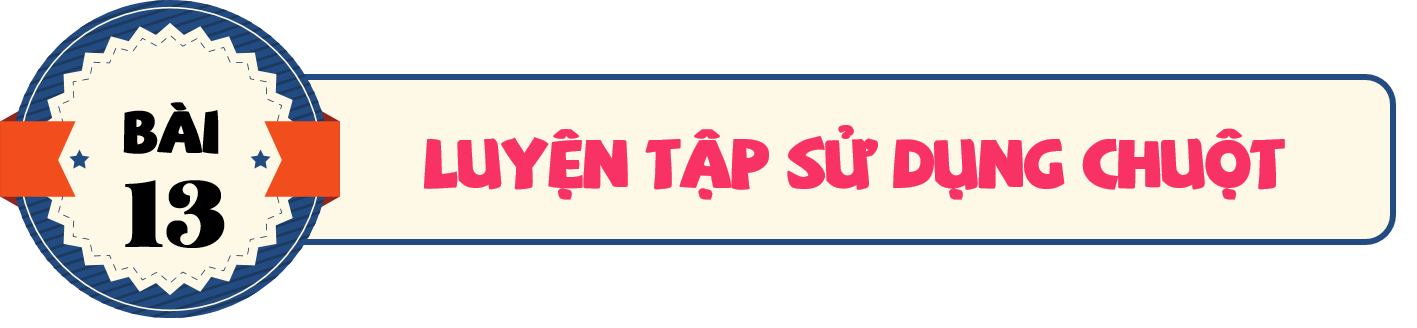 BÀI
13
LUYỆN TẬP SỬ DỤNG CHUỘT